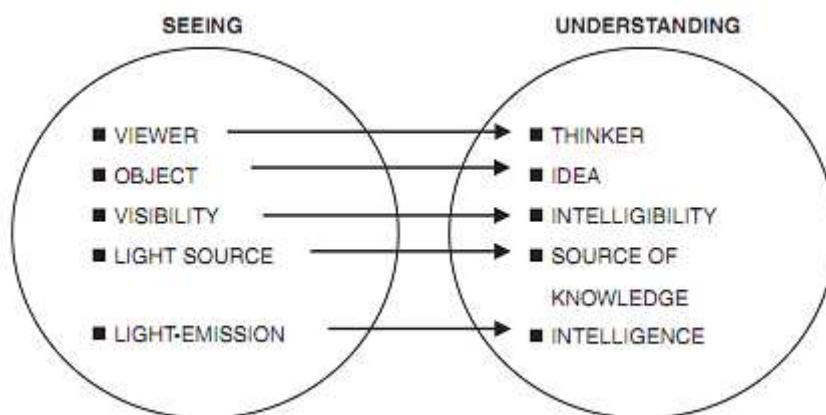 SEEING
UNDERSTANDING
VIEWER
THINKER
OBJECT
IDEA
VISIBILITY
INTELLIGIBILITY
LIGHT SOURCE
SOURCE OF
KNOWLEDGE
LIGHT-EMISSION
INTELLIGENCE